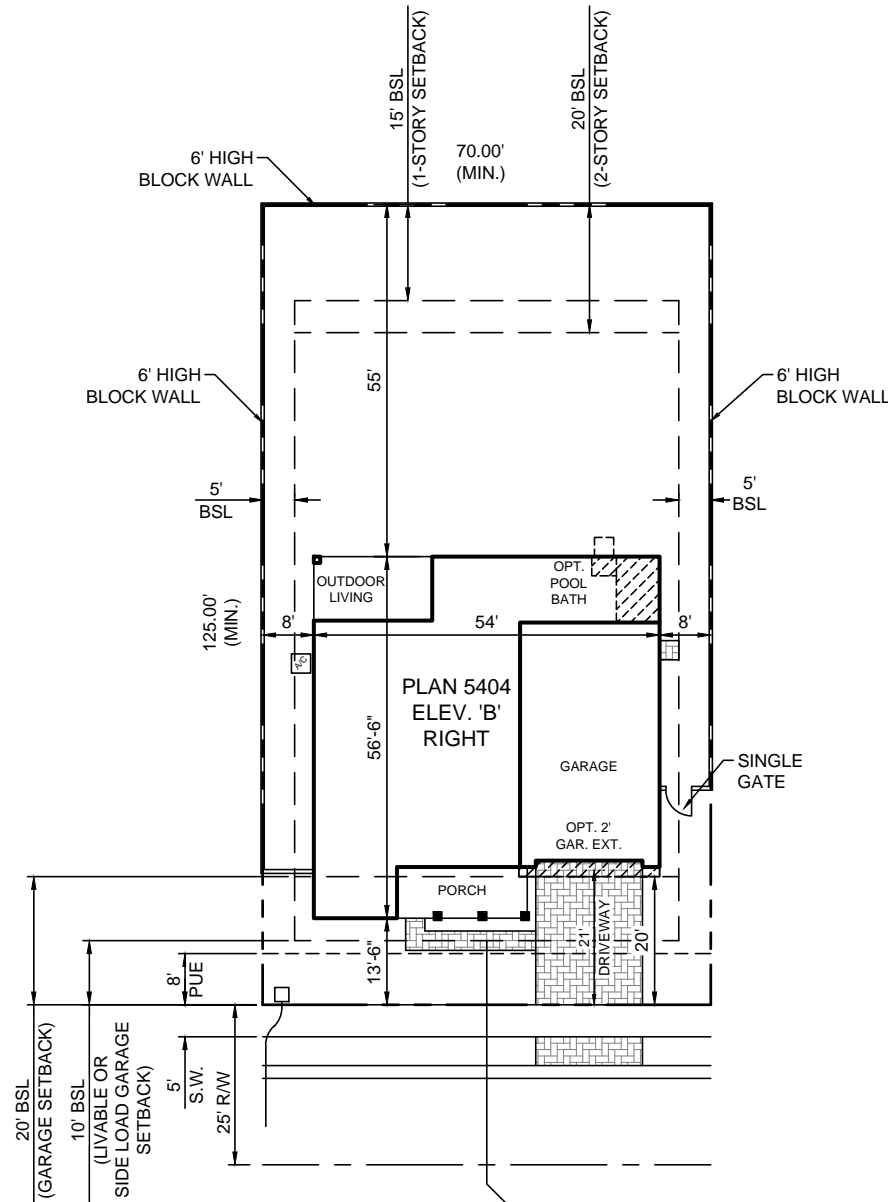 15' BSL
(1-STORY SETBACK)
20' BSL
(2-STORY SETBACK)
70.00'
(MIN.)
6' HIGH
BLOCK WALL
6' HIGH
BLOCK WALL
6' HIGH
BLOCK WALL
55'
5'
BSL
5'
BSL
OUTDOOR
LIVING
OPT.
POOL
BATH
125.00'
(MIN.)
8'
54'
8'
A/C
PLAN 5404
ELEV. 'B'
RIGHT
56'-6"
GARAGE
SINGLE
GATE
OPT. 2'
GAR. EXT.
PORCH
13'-6"
21'
DRIVEWAY
20'
8'
PUE
20' BSL
(GARAGE SETBACK)
10' BSL
(LIVABLE OR
SIDE LOAD GARAGE
SETBACK)
5'
S.W.
25' R/W